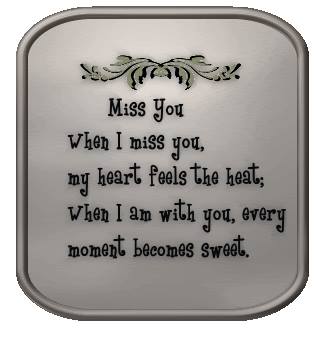 Miss You
When I miss you,
my heart feels the heat;
When I am with you, every
moment becomes sweet.